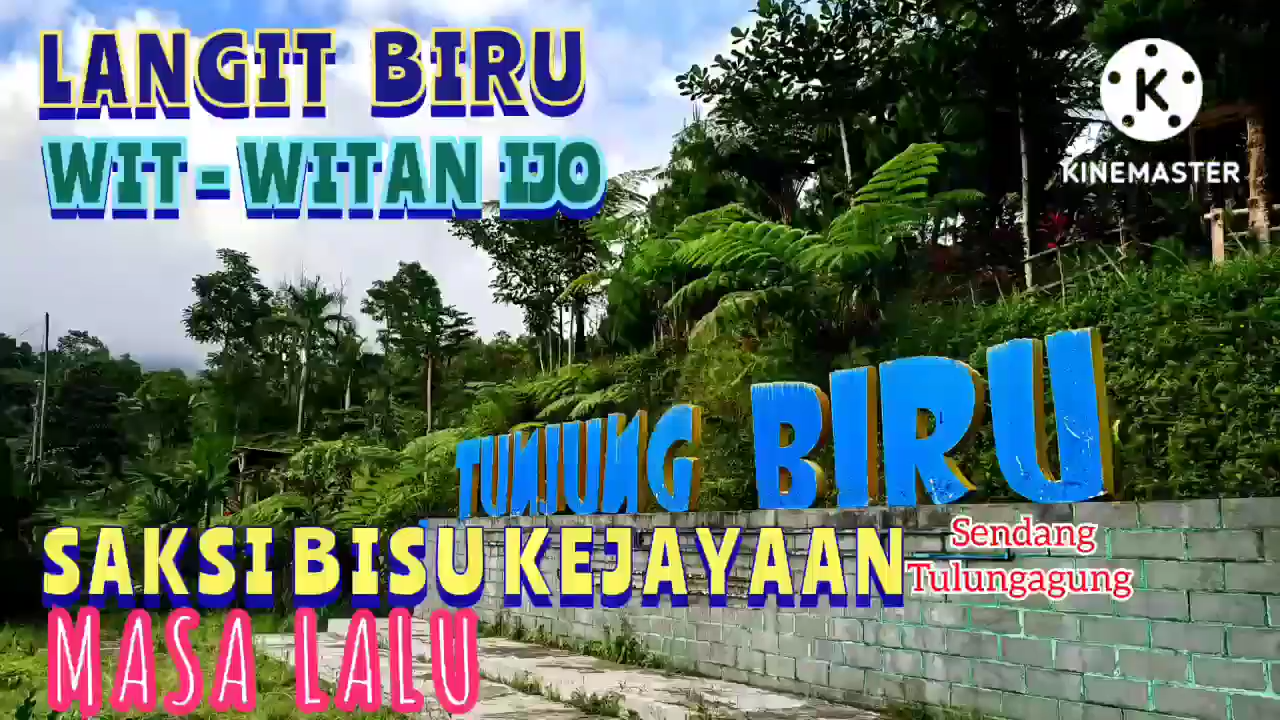 LANGIT BIRU
WIT - WITAN IJO
KINEMASTER
TUNJUNG BIRU
SAKSI BISU KEJAYAAN
MASA LALU
Sendang
Tulungagung